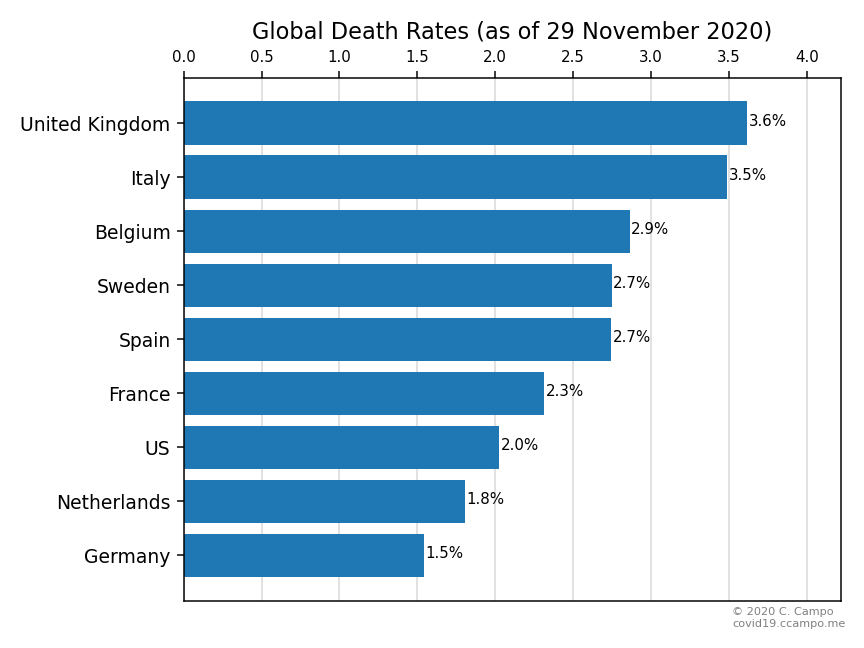 Global Death Rates (as of 29 November 2020)
0.0 0.5 1.0 1.5 2.0 2.5 3.0 3.5 4.0
United Kingdom 3.6%
Italy 3.5%
Belgium 2.9%
Sweden 2.7%
Spain 2.7%
France 2.3%
US 2.0%
Netherlands 1.8%
Germany 1.5%
© 2020 C. Campo
covid19.ccampo.me